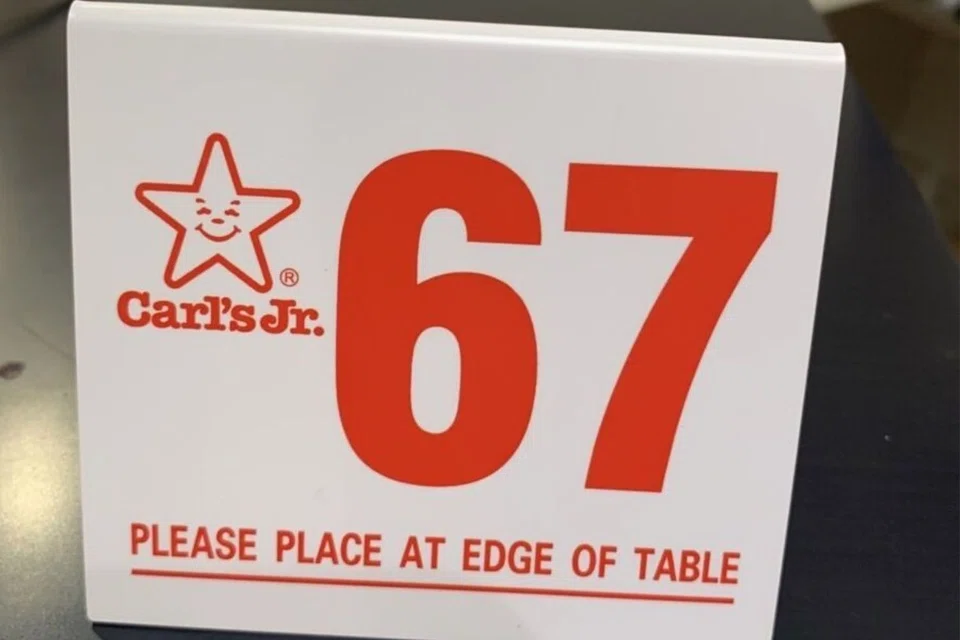 67
®
Carl's Jr.
PLEASE PLACE AT EDGE OF TABLE